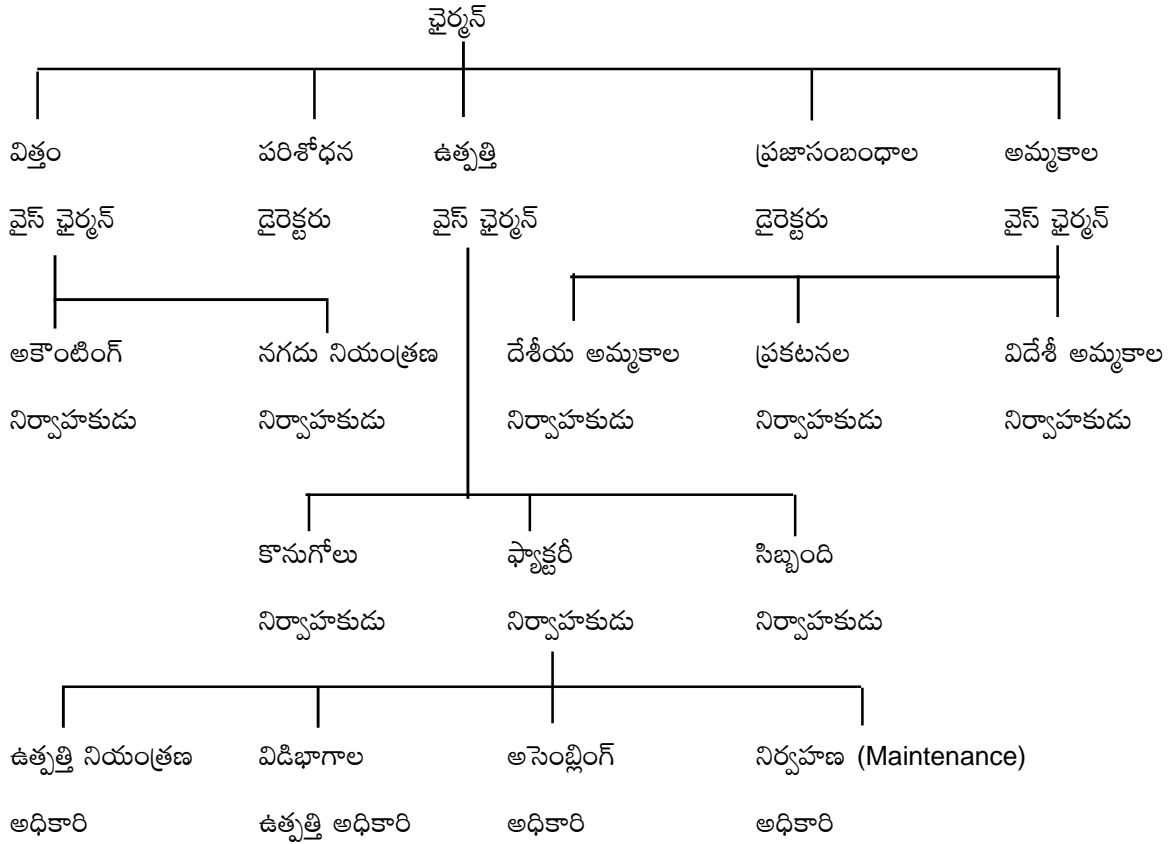 ఛైర్మన్
విత్తం పరిశోధన ఉత్పత్తి ప్రజాసంబంధాల అమ్మకాల
వైస్ ఛైర్మన్ డైరెక్టరు వైస్ ఛైర్మన్ డైరెక్టరు వైస్ ఛైర్మన్
అకౌంటింగ్ నగదు నియంత్రణ దేశీయ అమ్మకాల ప్రకటనల విదేశీ అమ్మకాల
నిర్వాహకుడు నిర్వాహకుడు నిర్వాహకుడు నిర్వాహకుడు నిర్వాహకుడు
కొనుగోలు ఫ్యాక్టరీ సిబ్బంది
నిర్వాహకుడు నిర్వాహకుడు నిర్వాహకుడు
ఉత్పత్తి నియంత్రణ విడిభాగాల అసెంబ్లింగ్ నిర్వహణ (Maintenance)
అధికారి ఉత్పత్తి అధికారి అధికారి అధికారి